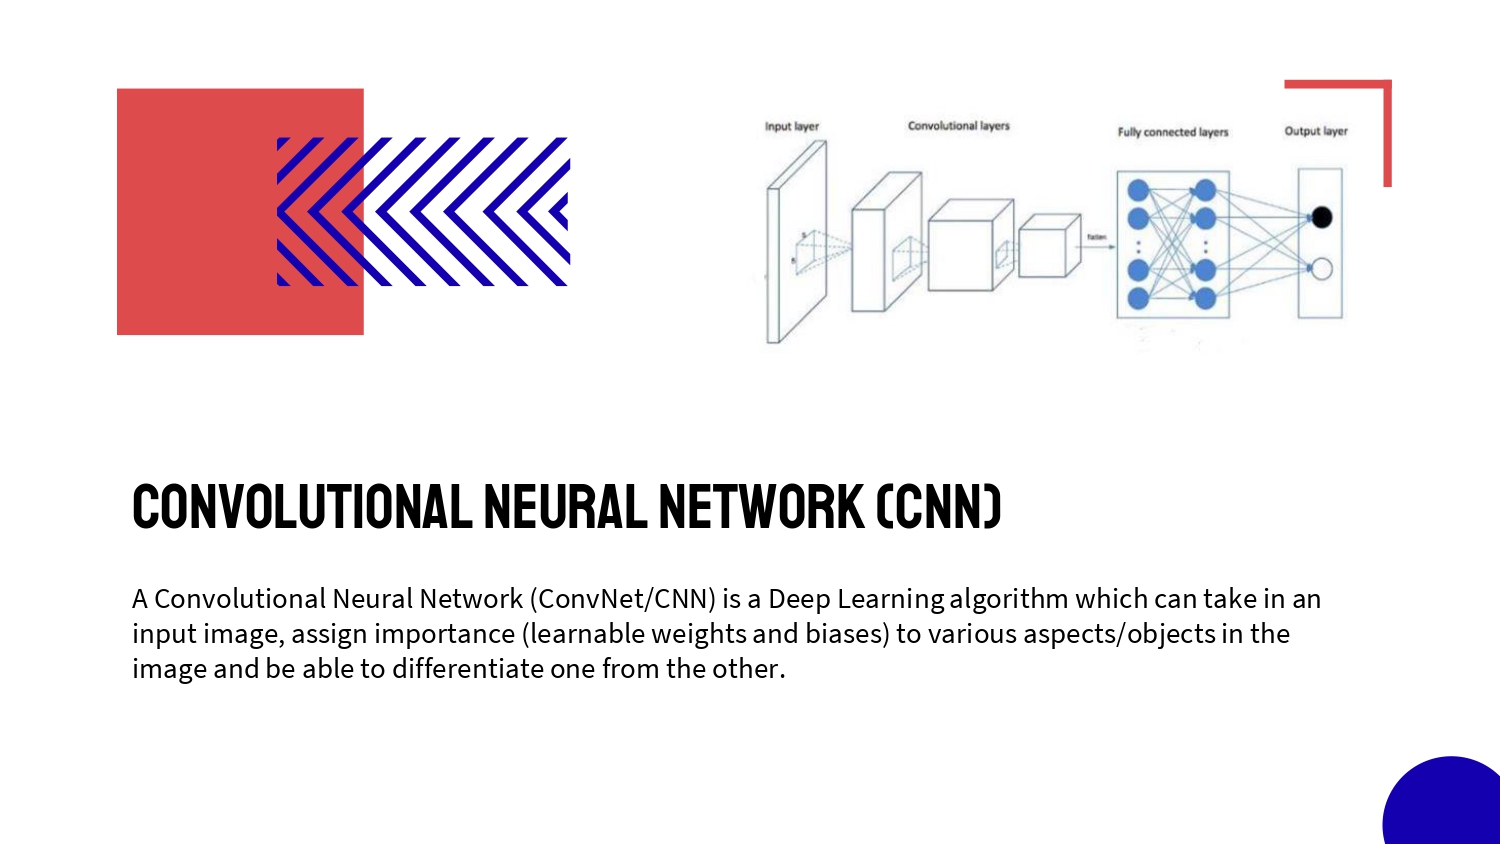 Input layer
Convolutional layers
Fully connected layers
Output layer
5
flatten
CONVOLUTIONAL NEURAL NETWORK (CNN)
A Convolutional Neural Network (ConvNet/CNN) is a Deep Learning algorithm which can take in an
input image, assign importance (learnable weights and biases) to various aspects/objects in the
image and be able to differentiate one from the other.